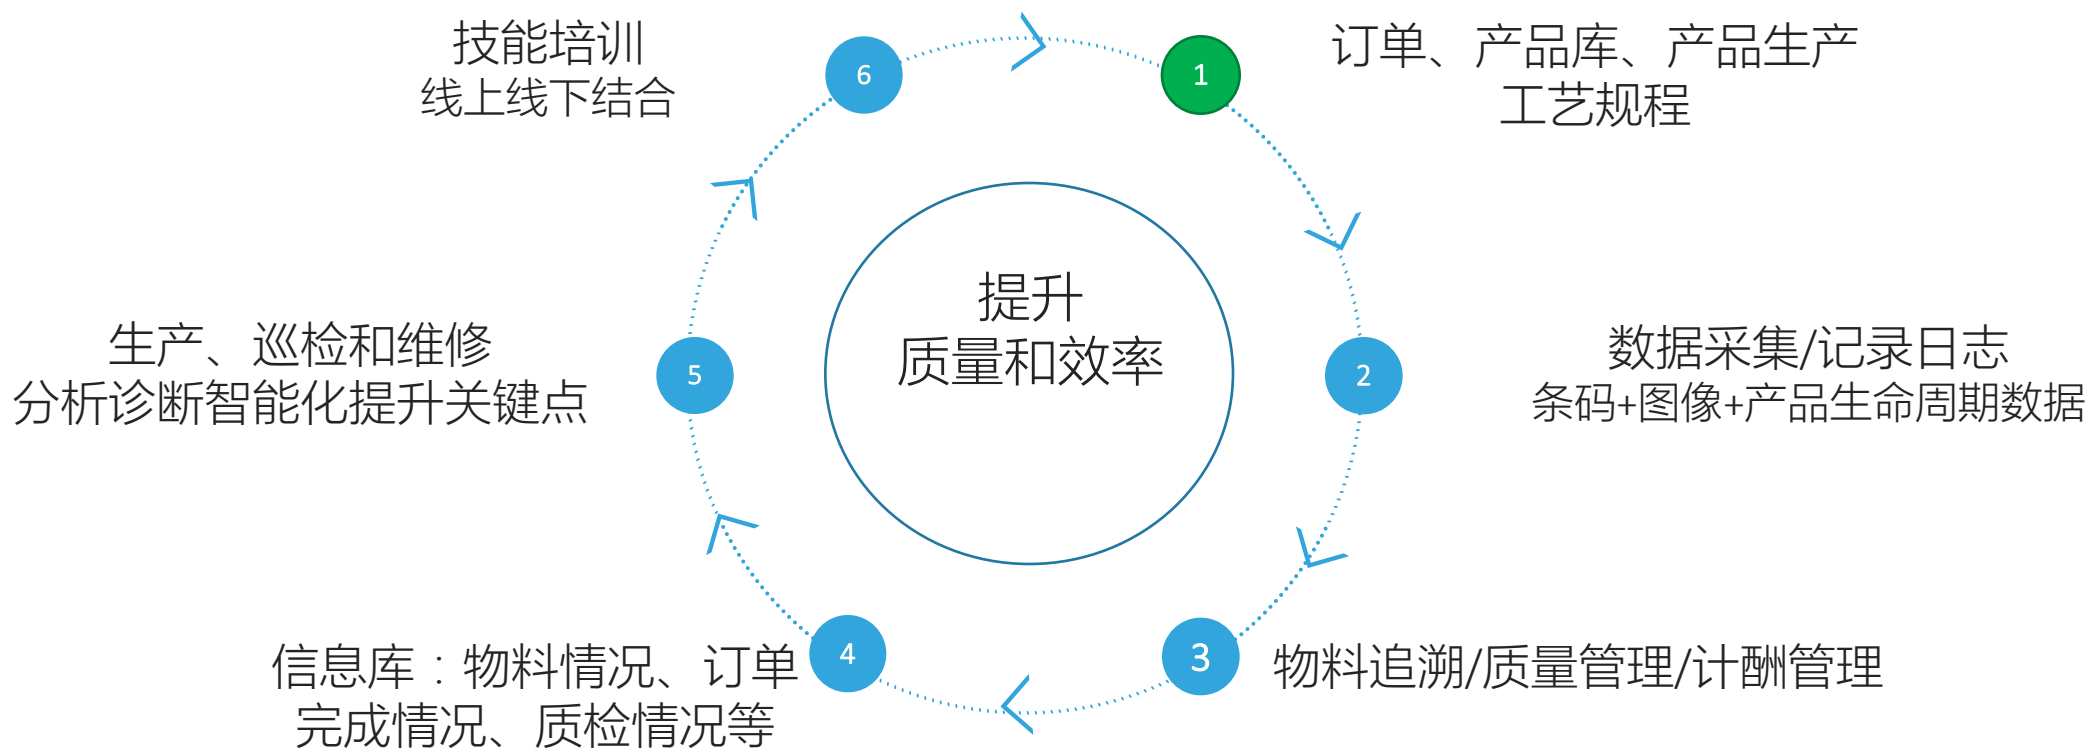 技能培训
线上线下结合
6
1
订单、产品库、产品生产
工艺规程
提升
质量和效率
生产、巡检和维修
分析诊断智能化提升关键点
5
2
数据采集/记录日志
条码+图像+产品生命周期数据
信息库：物料情况、订单
完成情况、质检情况等
4
3
物料追溯/质量管理/计酬管理